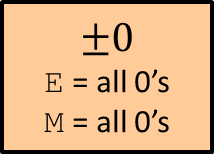 ±0
E = all 0's
M = all 0's